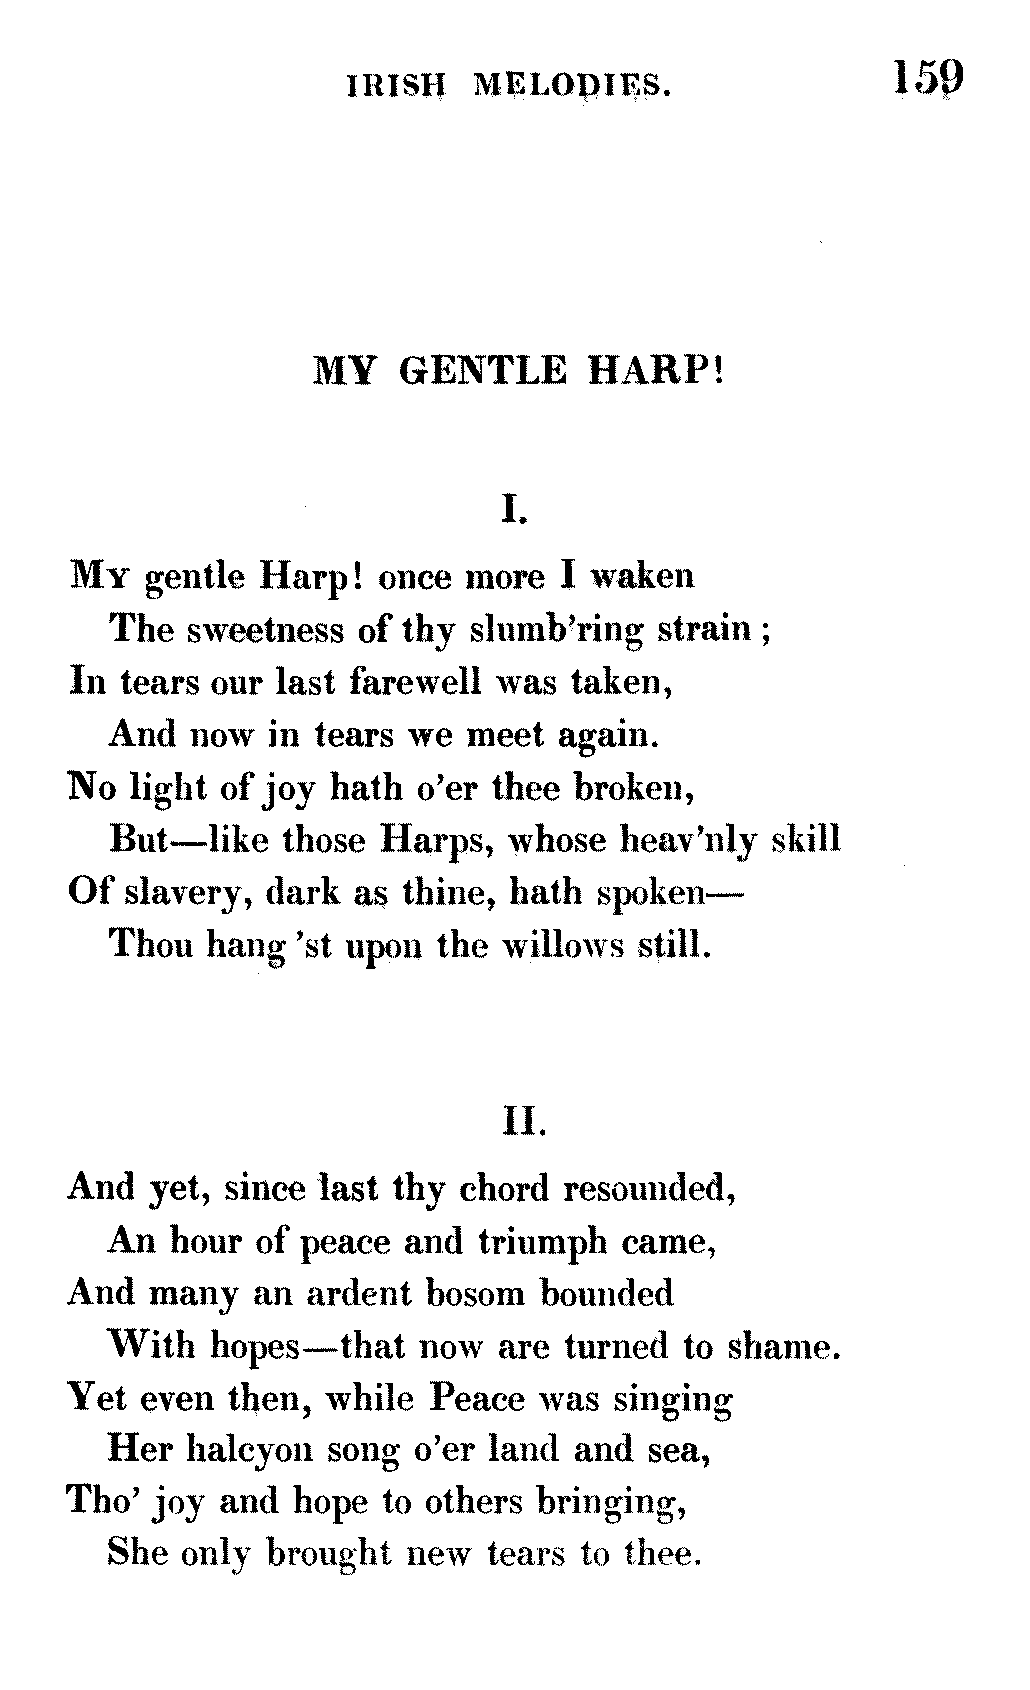 IRISH MELODIES. 159
MY GENTLE HARP!
I.
MY gentle Harp! once more I waken
The sweetness of thy slumb'ring strain;
In tears our last farewell was taken,
And now in tears we meet again.
No light of joy hath o'er thee broken,
But—like those Harps, whose heav'nly skill
Of slavery, dark as thine, hath spoken—
Thou hang'st upon the willows still.
II.
And yet, since last thy chord resounded,
An hour of peace and triumph came,
And many an ardent bosom bounded
With hopes—that now are turned to shame.
Yet even then, while Peace was singing
Her halcyon song o'er land and sea,
Tho' joy and hope to others bringing,
She only brought new tears to thee.